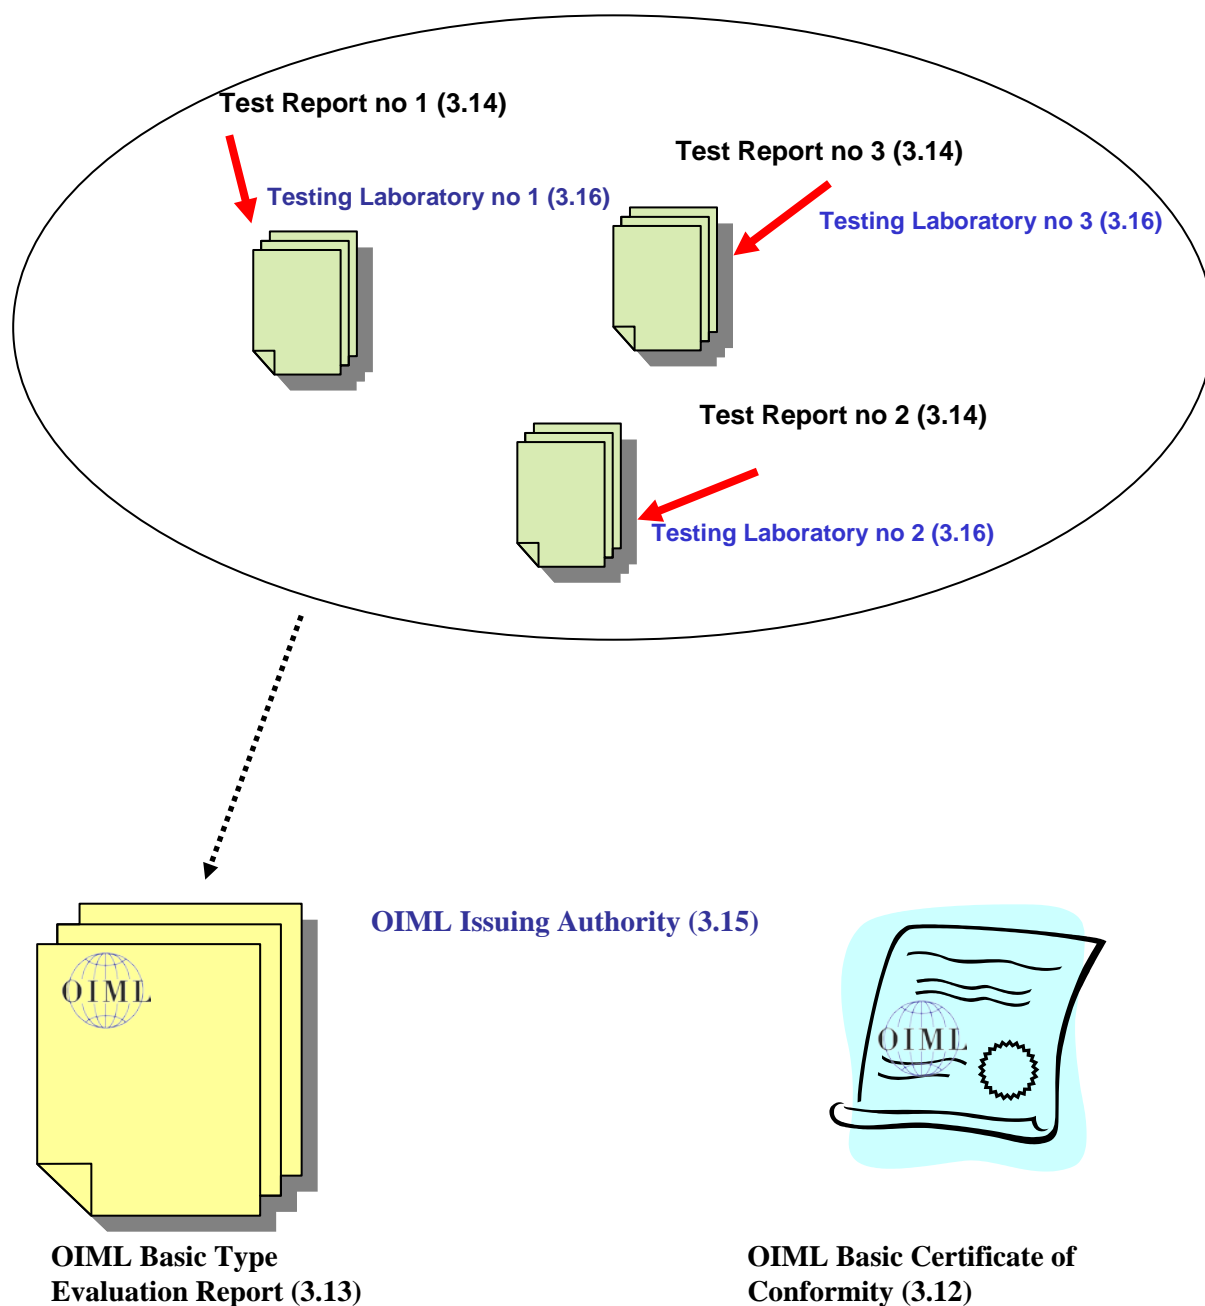 Test Report no 1 (3.14)
Test Report no 3 (3.14)
Testing Laboratory no 1 (3.16)
Testing Laboratory no 3 (3.16)
Test Report no 2 (3.14)
Testing Laboratory no 2 (3.16)
OIML Issuing Authority (3.15)
OIML
OIML
OIML Basic Type
Evaluation Report (3.13)
OIML Basic Certificate of
Conformity (3.12)